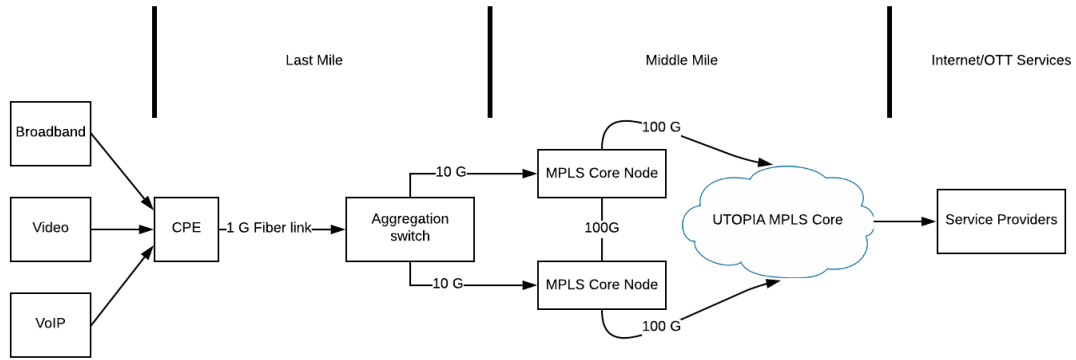 Last Mile
Middle Mile
Internet/OTT Services
Broadband
Video
VoIP
CPE
1 G Fiber link
Aggregation
switch
10 G
10 G
MPLS Core Node
100G
MPLS Core Node
100 G
100 G
UTOPIA MPLS Core
Service Providers